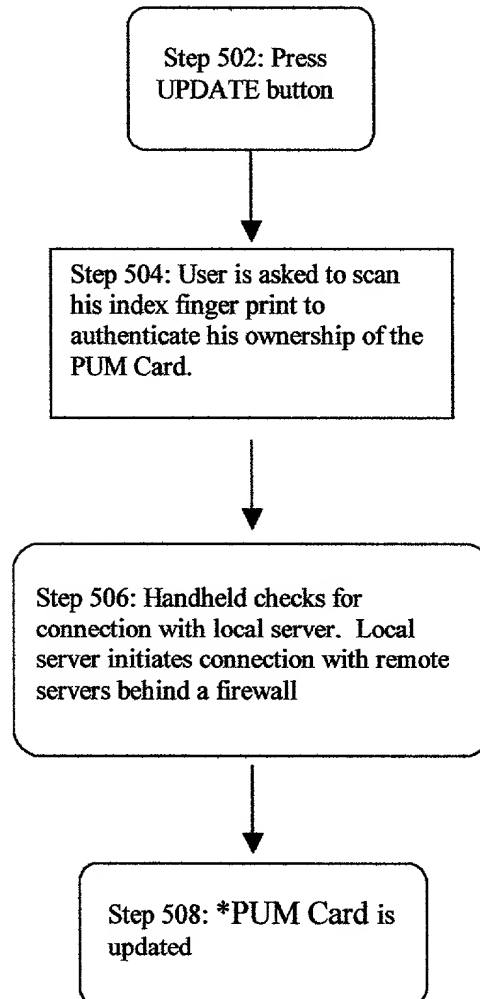 Step 502: Press
UPDATE button
Step 504: User is asked to scan
his index finger print to
authenticate his ownership of the
PUM Card.
Step 506: Handheld checks for
connection with local server. Local
server initiates connection with remote
servers behind a firewall
Step 508: *PUM Card is
updated